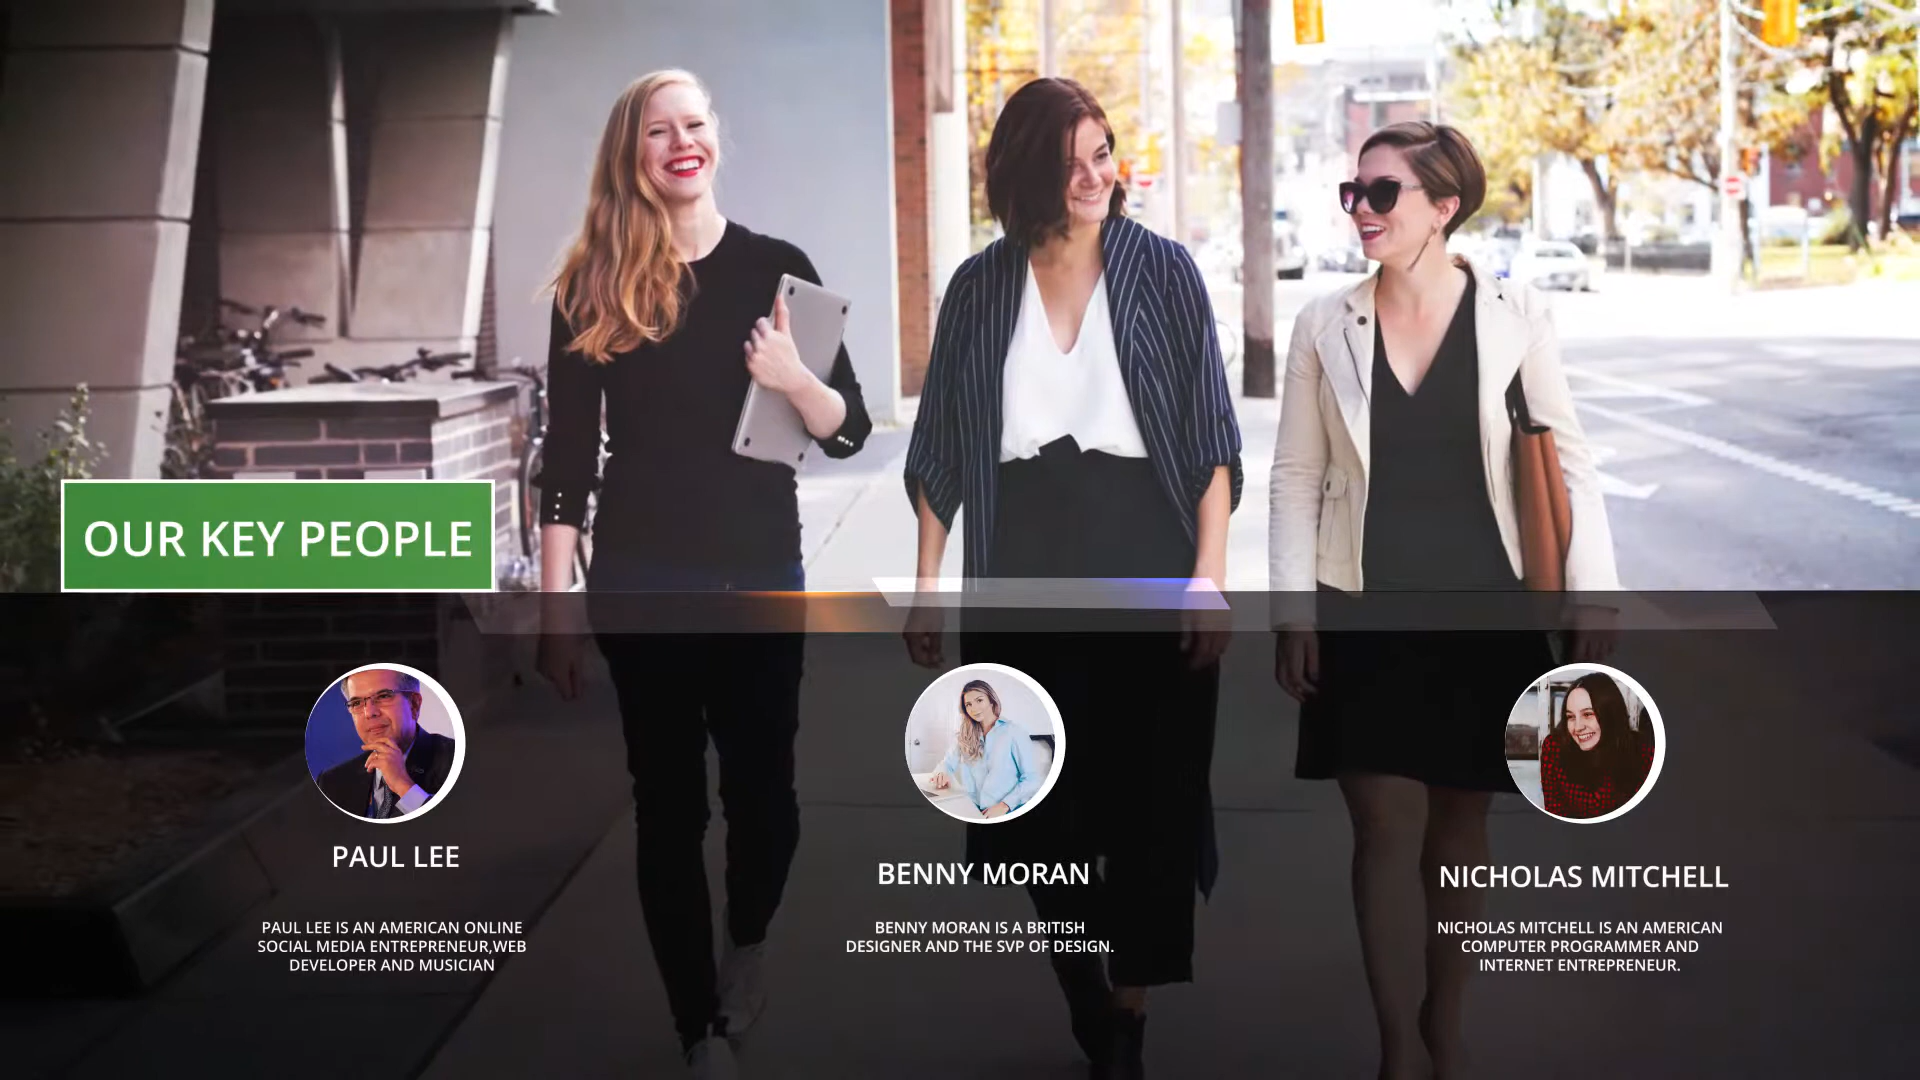 OUR KEY PEOPLE
PAUL LEE
PAUL LEE IS AN AMERICAN ONLINE
SOCIAL MEDIA ENTREPRENEUR,WEB
DEVELOPER AND MUSICIAN
BENNY MORAN
BENNY MORAN IS A BRITISH
DESIGNER AND THE SVP OF DESIGN.
NICHOLAS MITCHELL
NICHOLAS MITCHELL IS AN AMERICAN
COMPUTER PROGRAMMER AND
INTERNET ENTREPRENEUR.